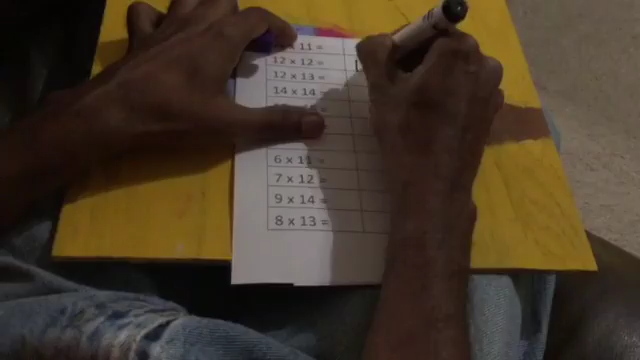 x 11 =
12 x 12 =
12 x 13 =
14 x 14 =
6 x 11 =
7 x 12 =
9 x 14 =
8 x 13 =